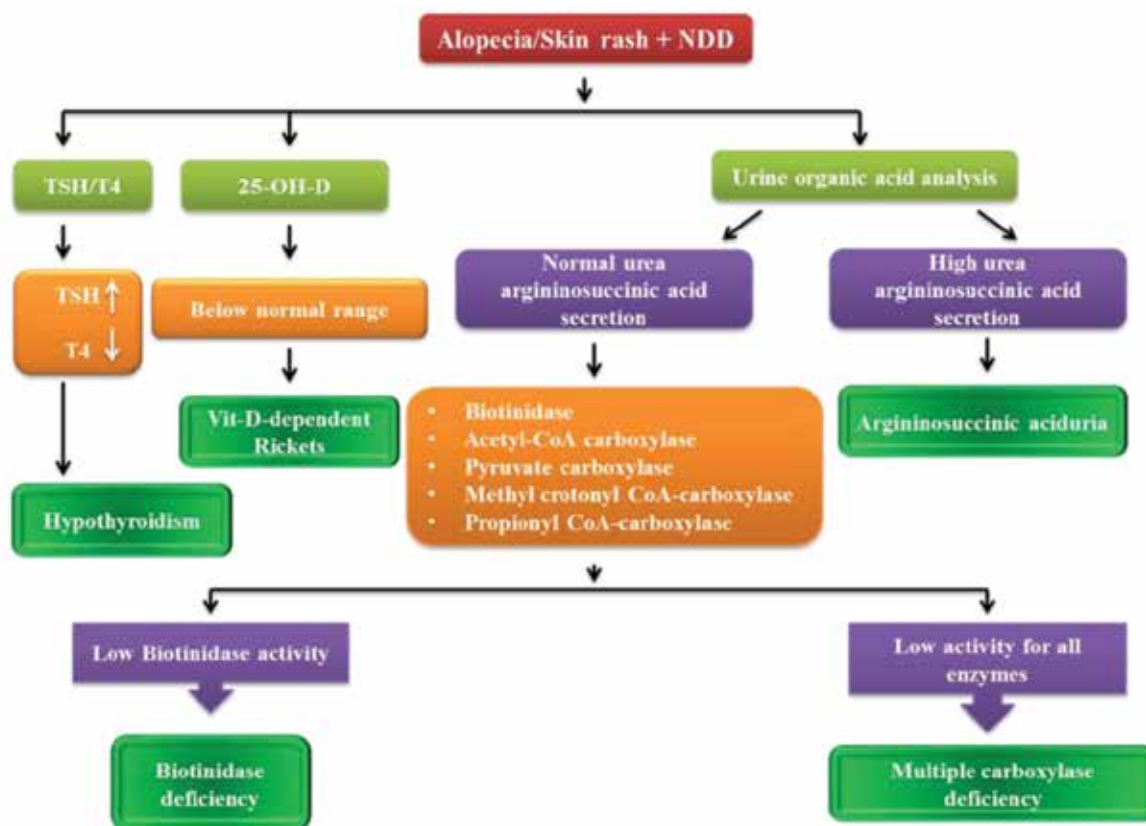 Alopecia/Skin rash + NDD
TSH/T4
25-OH-D
Urine organic acid analysis
TSH ↑
T4 ↓
Below normal range
Normal urea
argininosuccinic acid
secretion
High urea
argininosuccinic acid
secretion
Hypothyroidism
Vit-D-dependent
Rickets
• Biotinidase
• Acetyl-CoA carboxylase
• Pyruvate carboxylase
• Methyl crotonyl CoA-carboxylase
• Propionyl CoA-carboxylase
Argininosuccinic aciduria
Low Biotinidase activity
Low activity for all
enzymes
Biotinidase
deficiency
Multiple carboxylase
deficiency